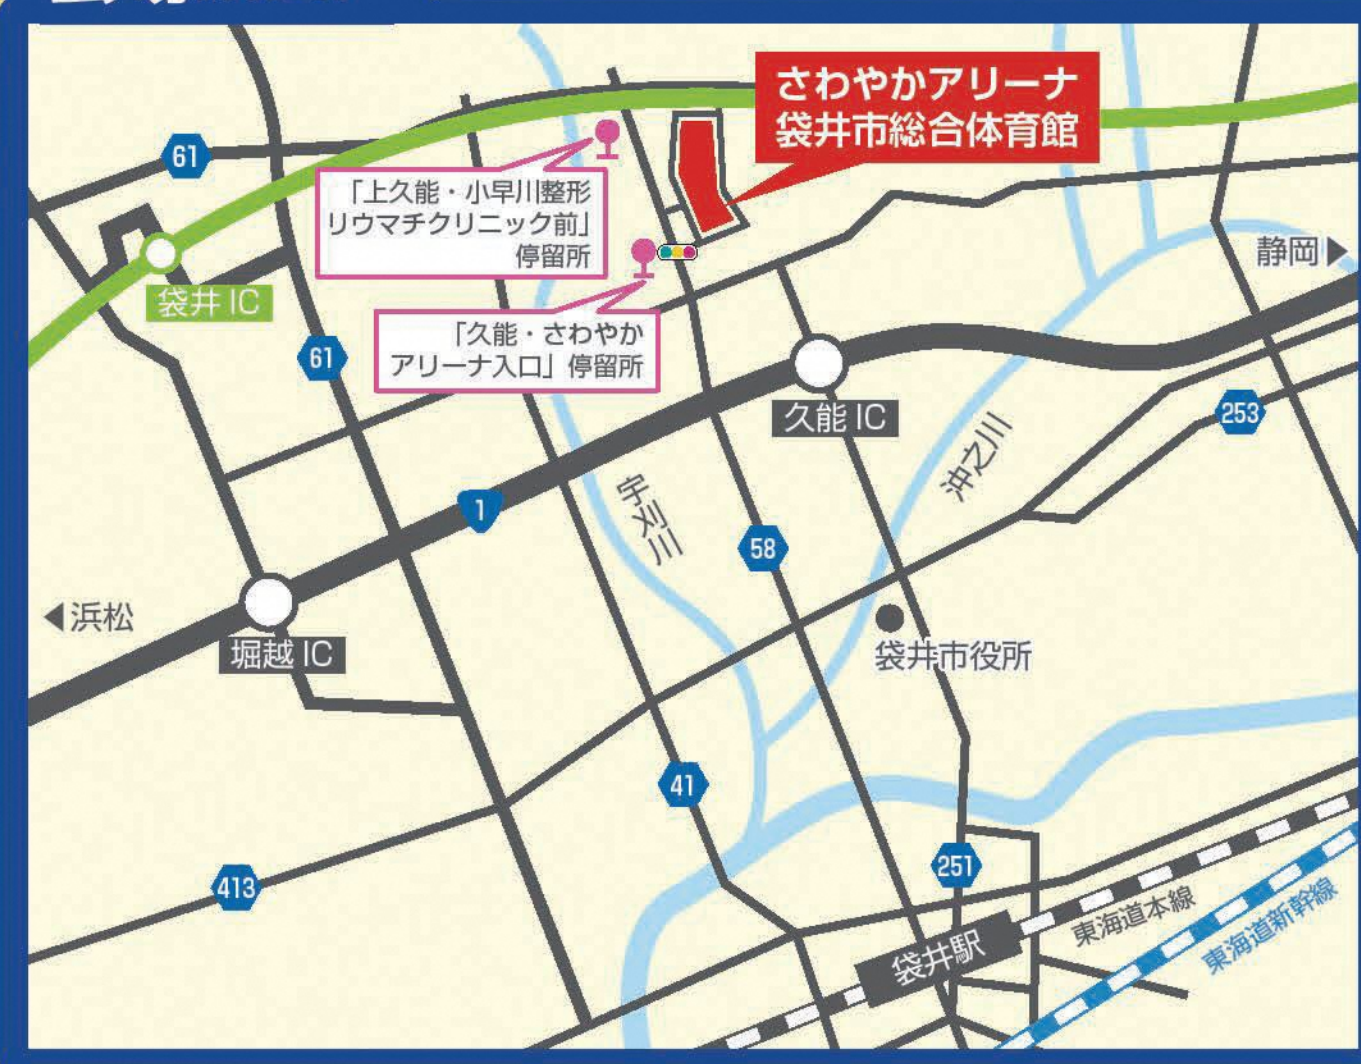 さわやかアリーナ
袋井市総合体育館
61
「上久能・小早川整形
リウマチクリニック前」
停留所
静岡▶
袋井 IC
「久能・さわやか
アリーナ入口」停留所
61
久能 IC
253
沖之川
宇刈川
1
58
◀浜松
堀越 IC
袋井市役所
41
251
413
東海道本線
東海道新幹線
袋井駅